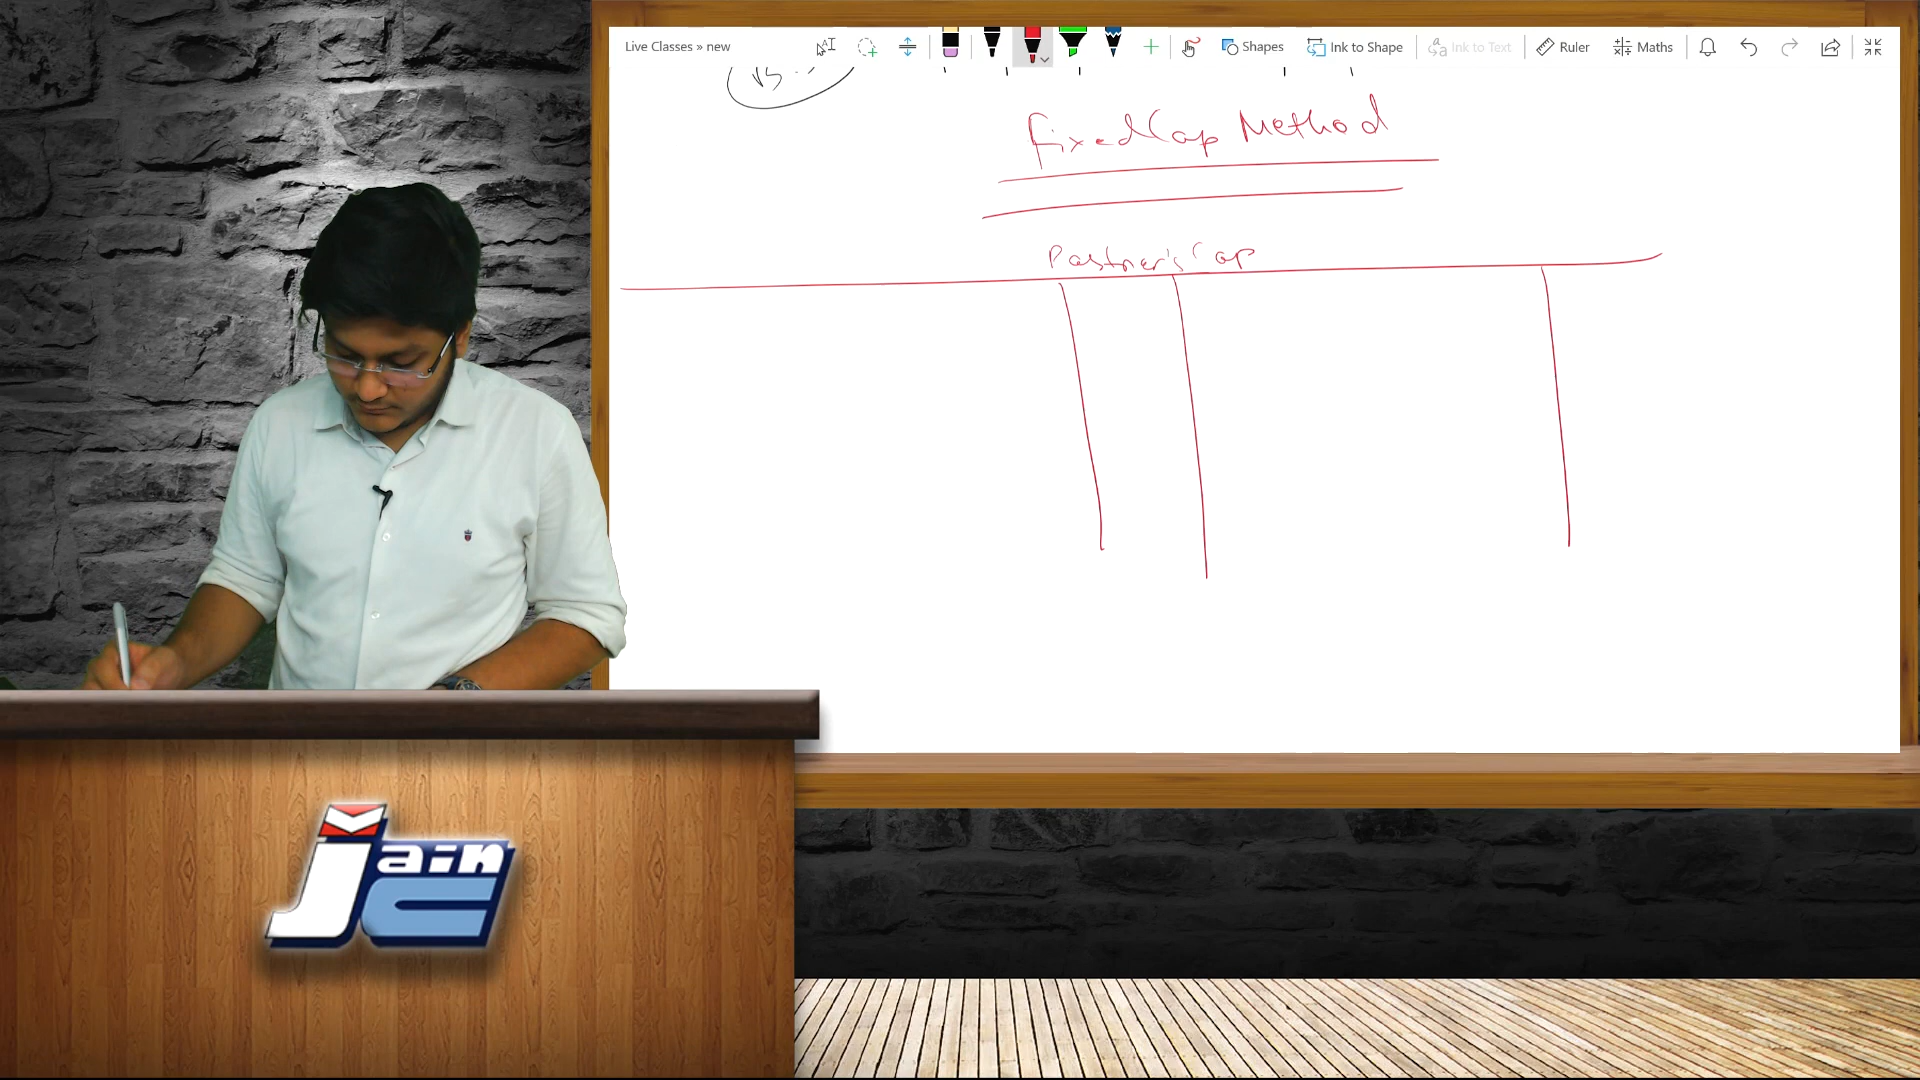 Live Classes » new
Shapes
Ink to Shape
Ink to Text
Ruler
Maths
Fixed Cap Method
Partner's Cap
Jain
C